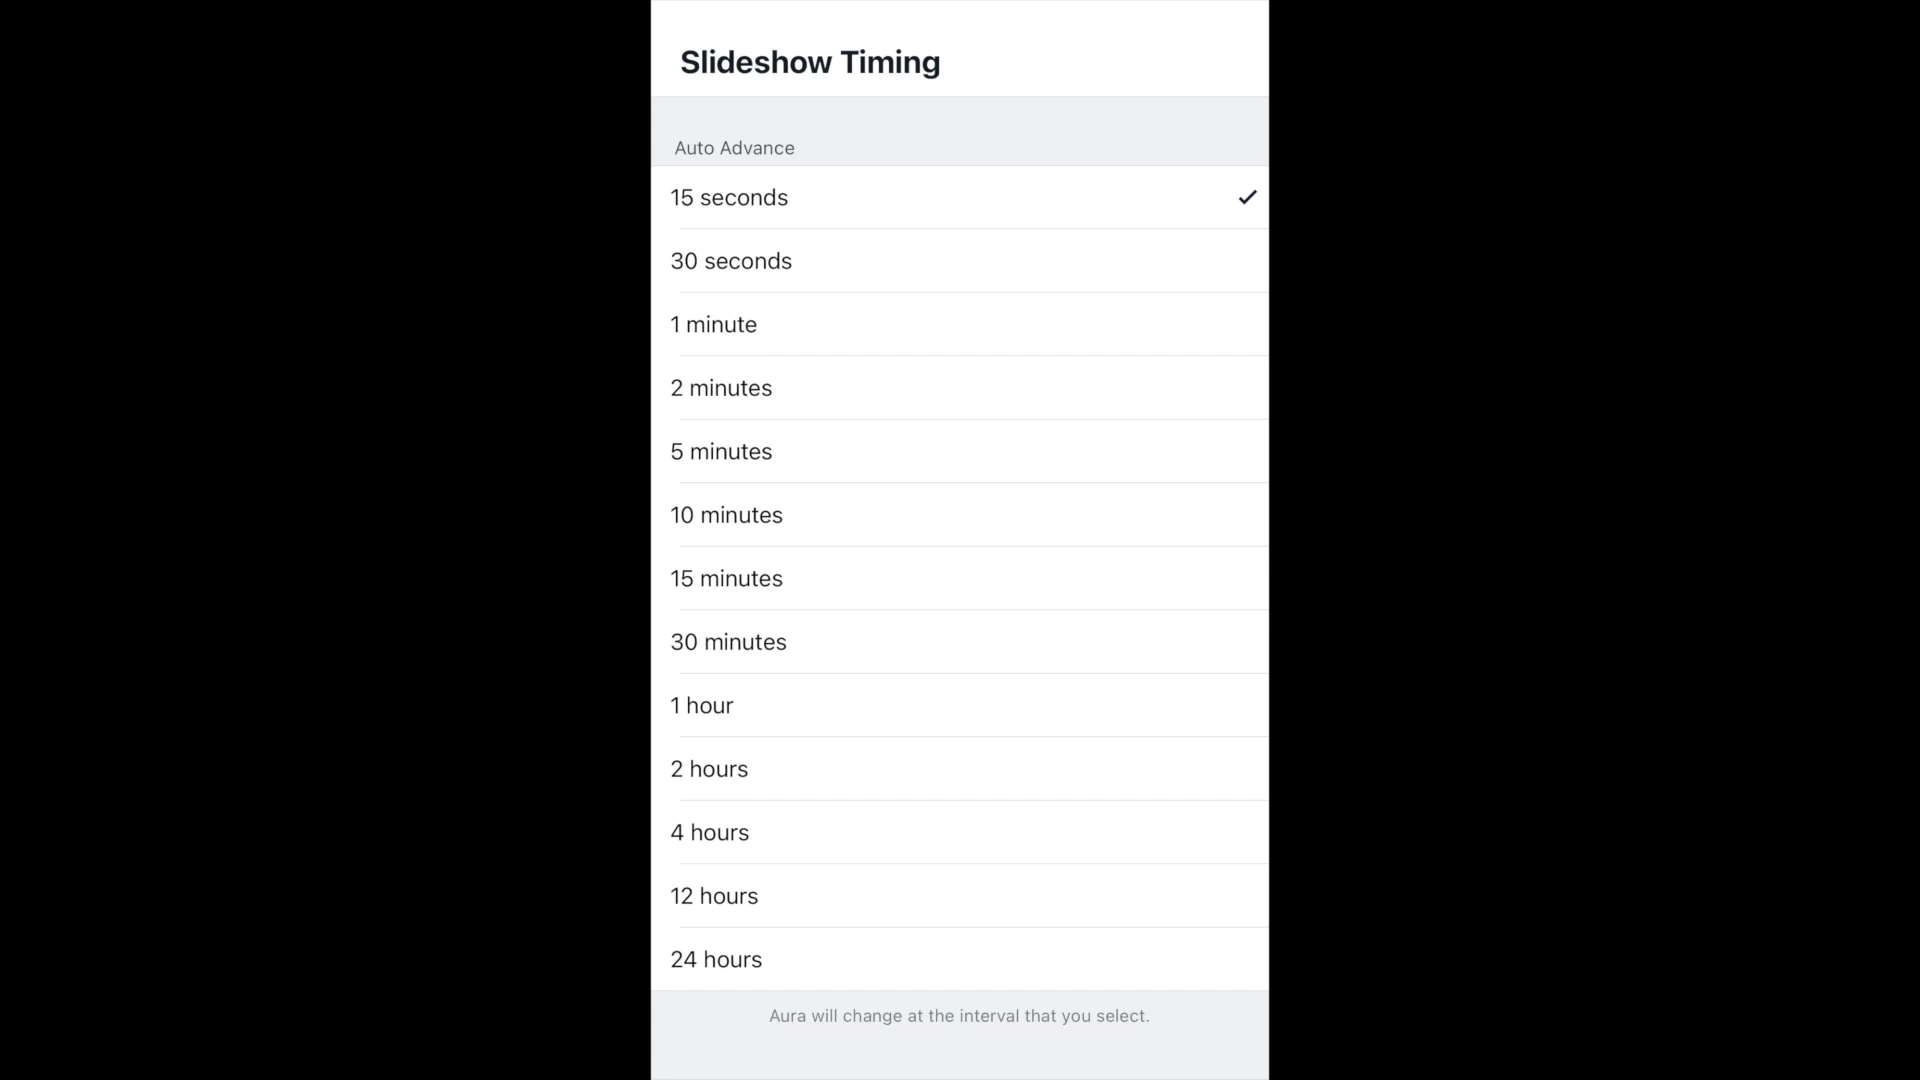 Slideshow Timing
Auto Advance
15 seconds
30 seconds
1 minute
2 minutes
5 minutes
10 minutes
15 minutes
30 minutes
1 hour
2 hours
4 hours
12 hours
24 hours
Aura will change at the interval that you select.